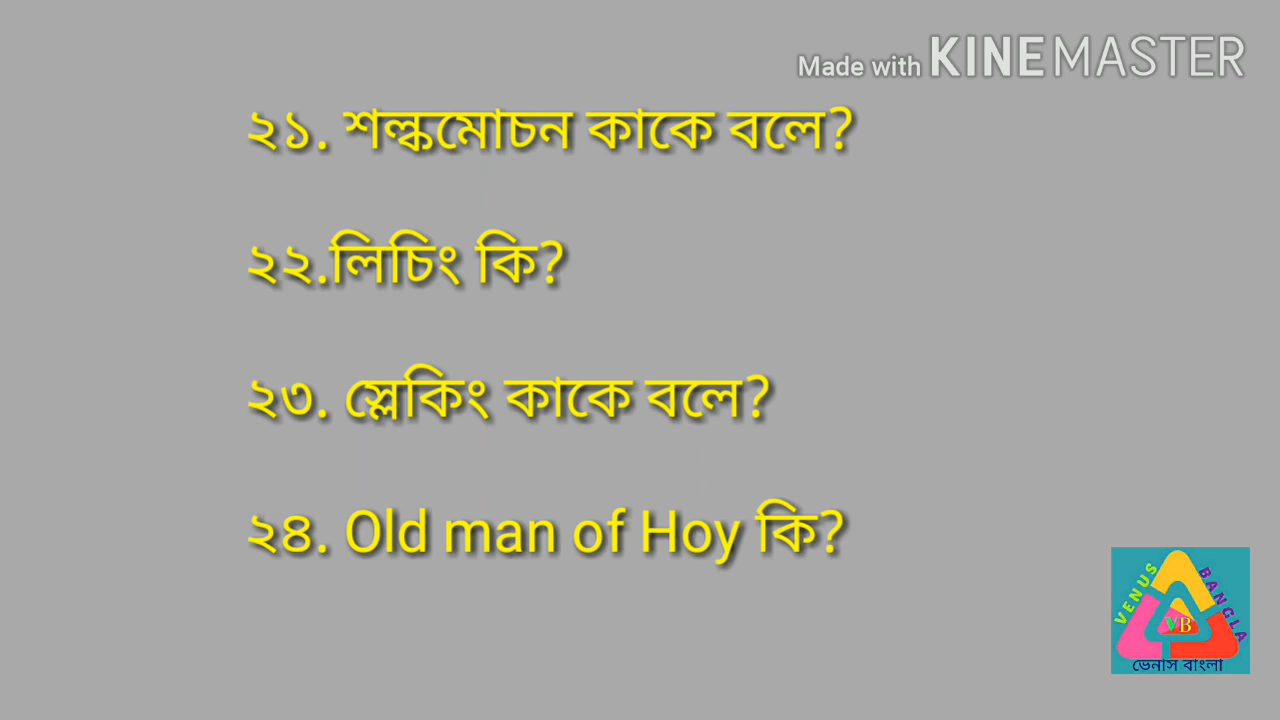 Made with KINEMASTER
২১. শল্কমোচন কাকে বলে?
২২.লিচিং কি?
২৩. স্লেকিং কাকে বলে?
২৪. Old man of Hoy কি?
VENUS BANGLA
VB
ভেনাস বাংলা